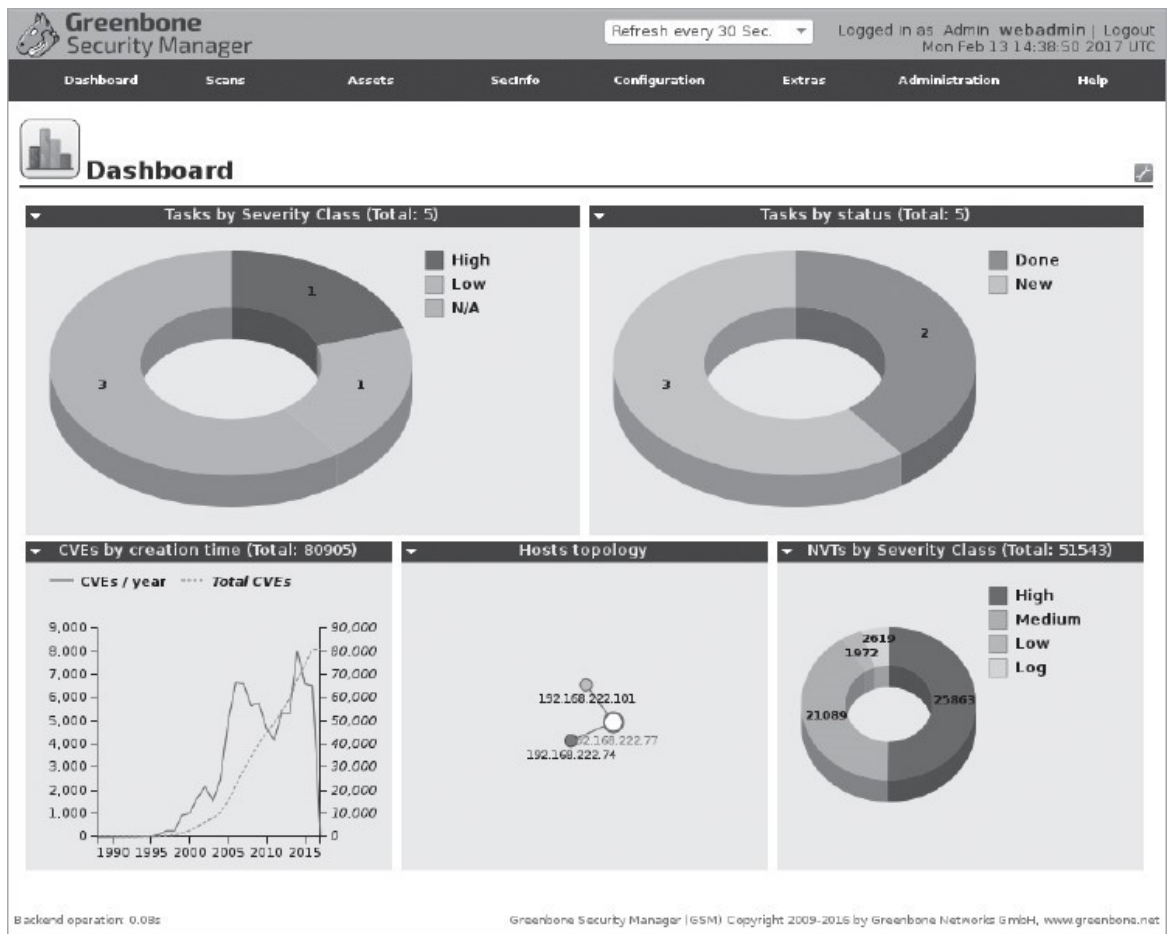 Greenbone
Security Manager
Refresh every 30 Sec.
Logged in as Admin webadmin | Logout
Mon Feb 13 14:38:50 2017 UTC
Dashboard Scans Assets SecInfo Configuration Extras Administration Help
Dashboard
Tasks by Severity Class (Total: 5)
High
Low
N/A
1
3
1
Tasks by status (Total: 5)
Done
New
2
3
CVEs by creation time (Total: 80905)
CVEs / year Total CVEs
9,000 90,000
8,000 80,000
7,000 70,000
6,000 60,000
5,000 50,000
4,000 40,000
3,000 30,000
2,000 20,000
1,000 10,000
0 0
1990 1995 2000 2005 2010 2015
Hosts topology
192.168.222.101
92.168.222.77
192.168.222.74
NVTs by Severity Class (Total: 51543)
High
Medium
Low
Log
2619
1972
25863
21089
Backend operation: 0.08s
Greenbone Security Manager (GSM) Copyright 2009-2016 by Greenbone Networks GmbH, www.greenbone.net